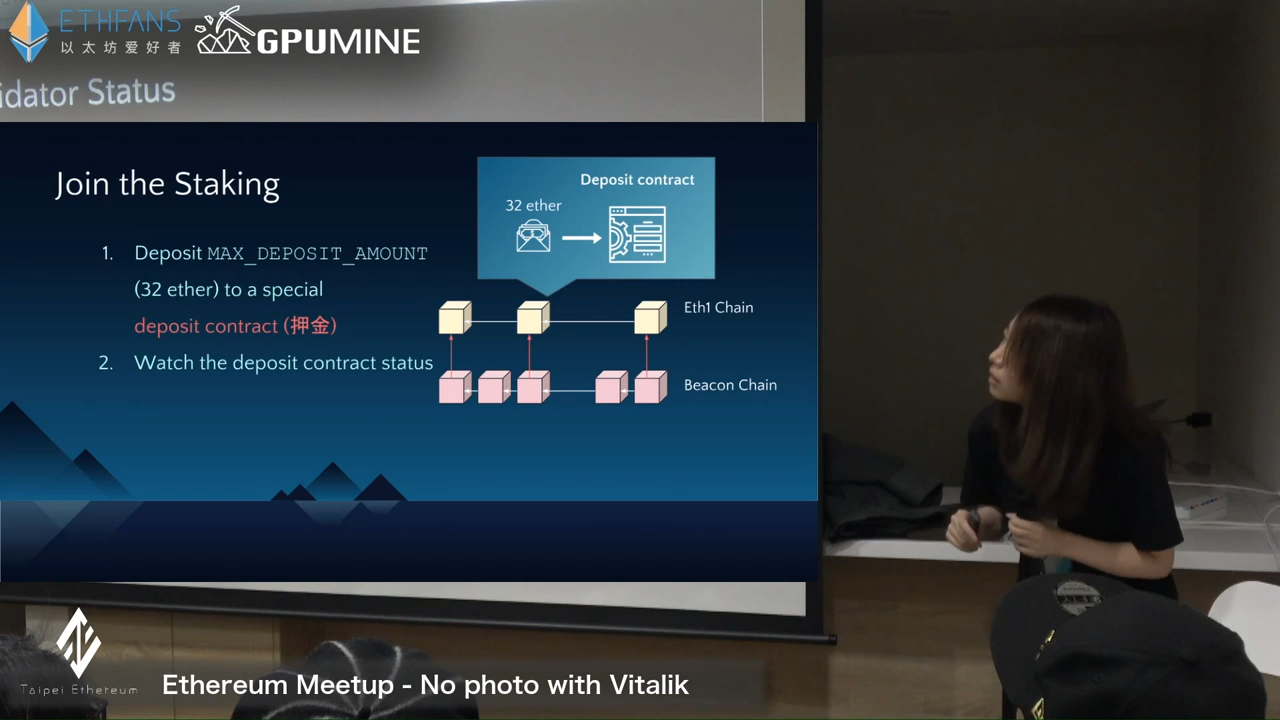 ETHFANS
以太坊爱好者
GPUMINE
idator Status
Join the Staking
1. Deposit MAX_DEPOSIT_AMOUNT
(32 ether) to a special
deposit contract (押金)
2. Watch the deposit contract status
Deposit contract
32 ether
Eth1 Chain
Beacon Chain
Taipei Ethereum
Ethereum Meetup - No photo with Vitalik